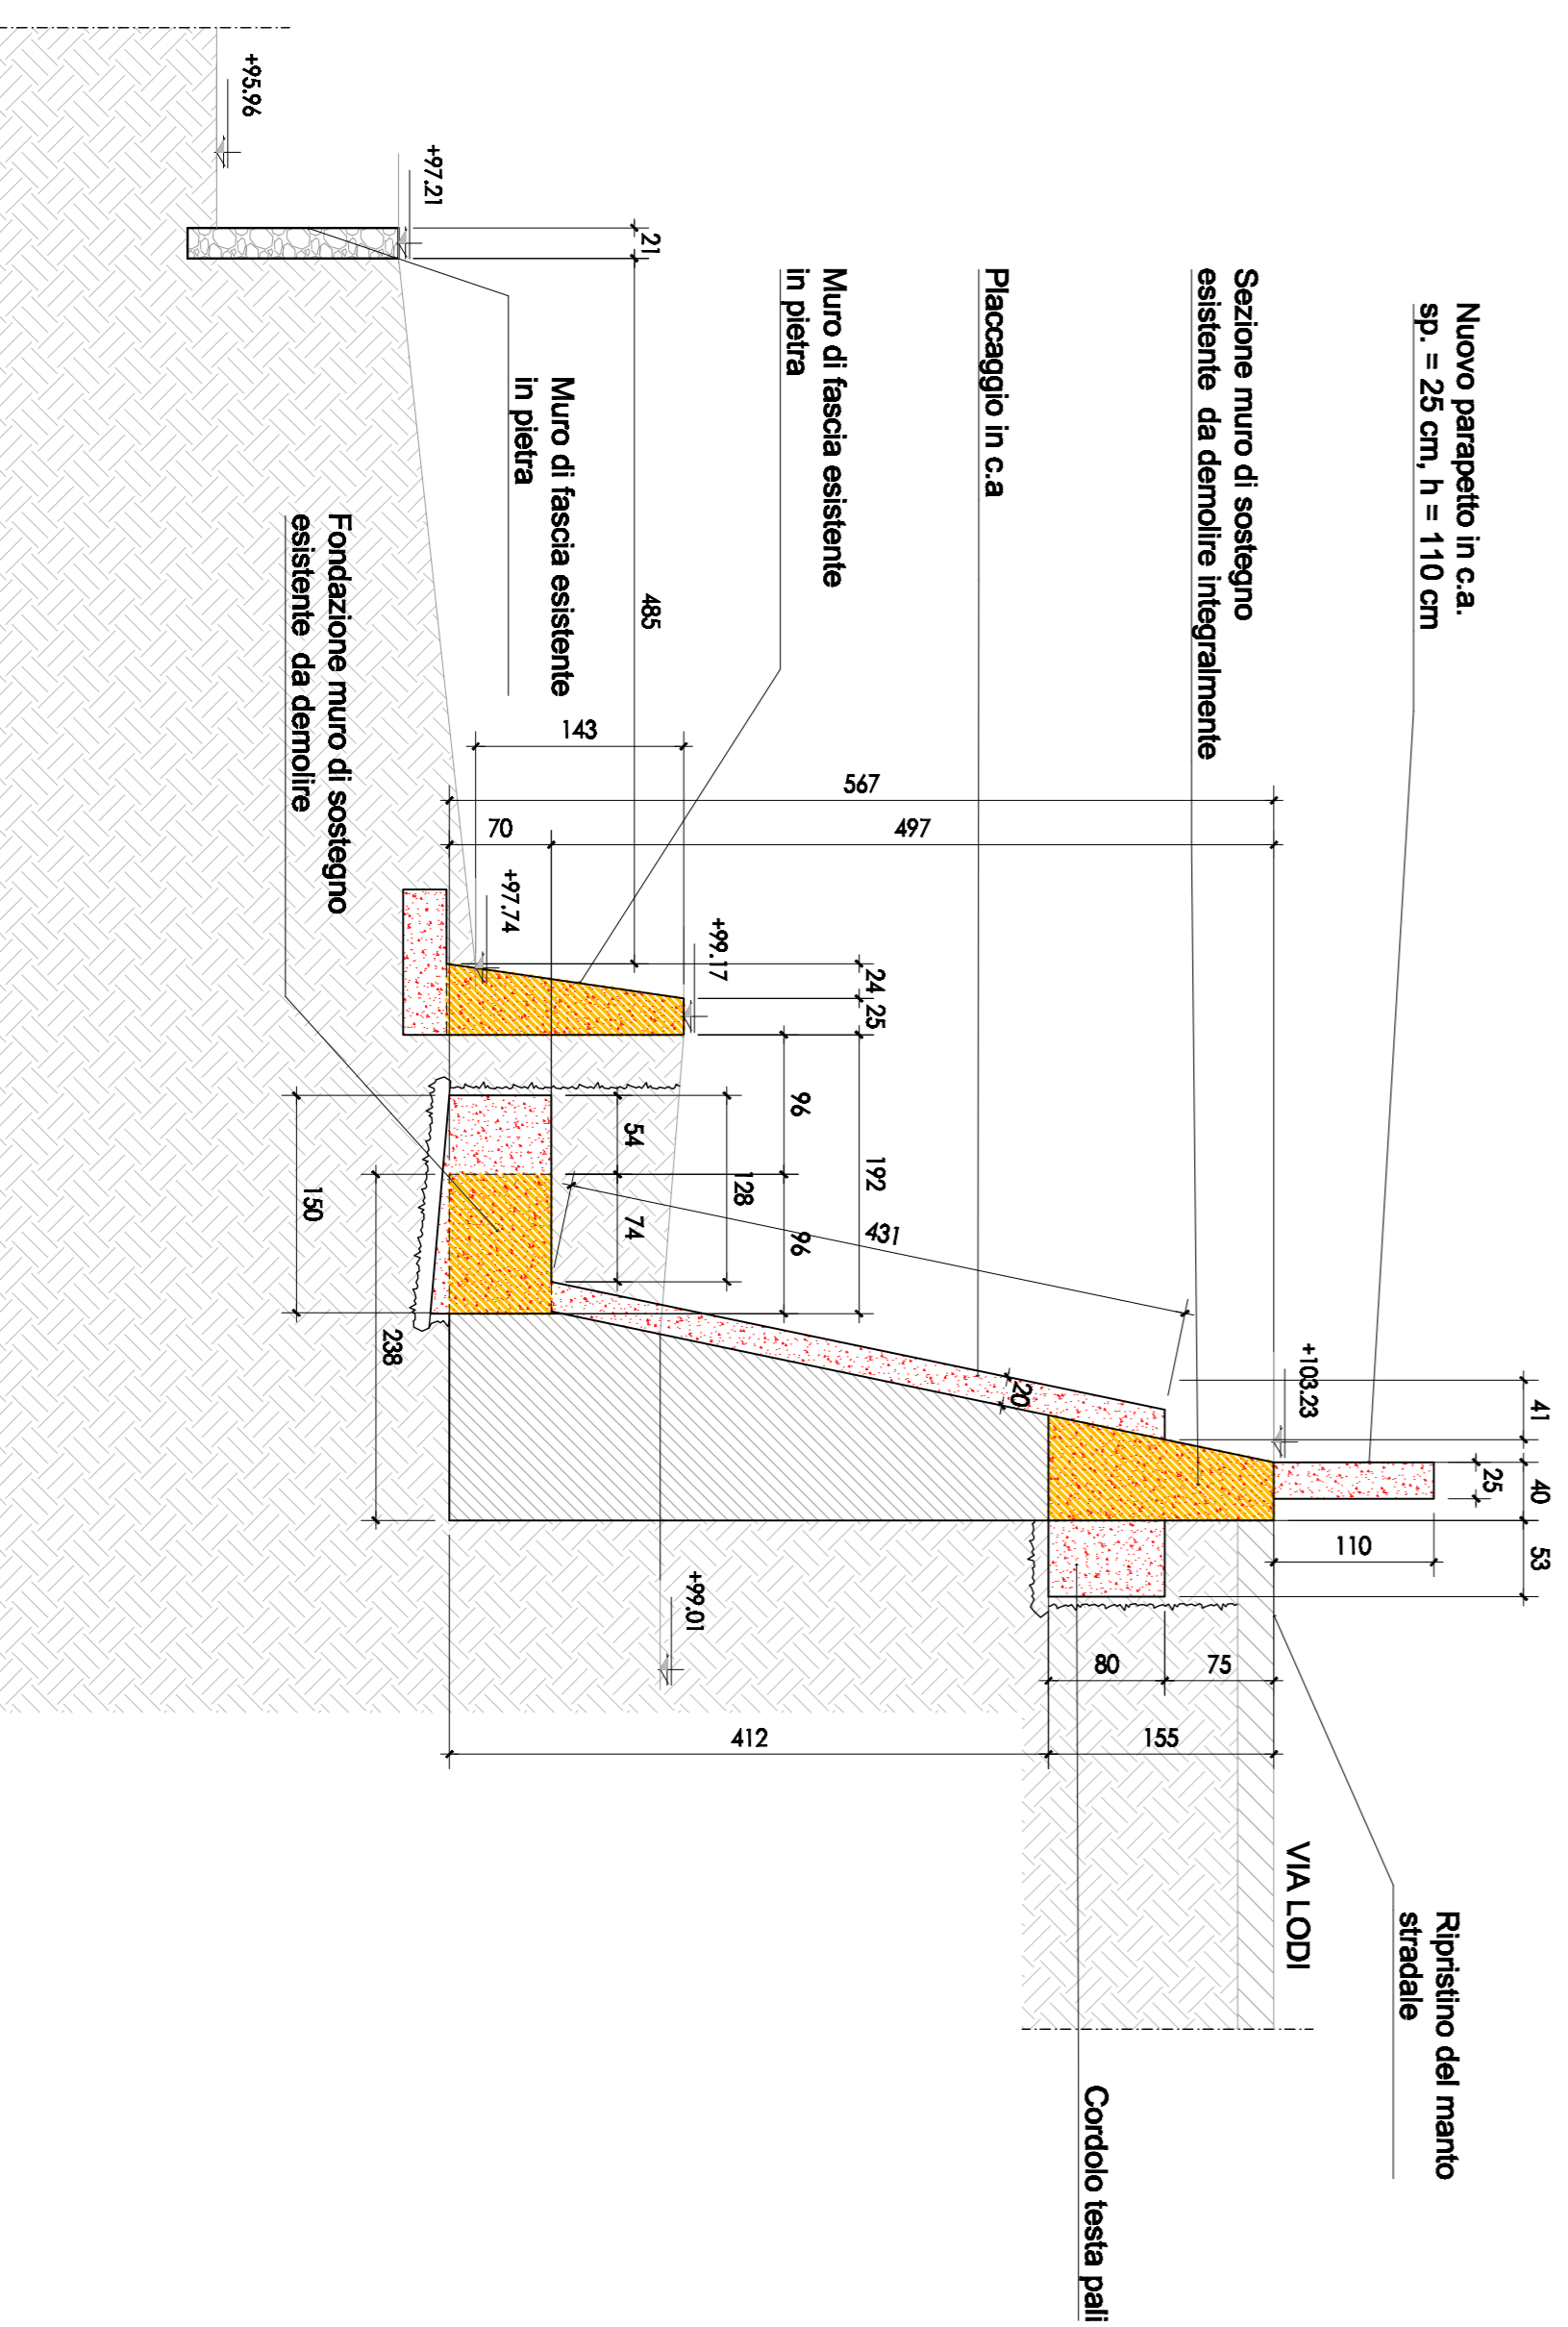 Nuovo parapetto in c.a.
sp. = 25 cm, h = 110 cm
Sezione muro di sostegno
esistente  da demolire integralmente
Placcaggio in c.a
Muro di fascia esistente
in pietra
Muro di fascia esistente
in pietra
Fondazione muro di sostegno
esistente  da demolire
Ripristino del manto
stradale
VIA LODI
Cordolo testa pali
+95.96
+97.21
+97.74
+99.17
+103.23
+99.01
21
485
143
567
70
497
24
25
96
192
54
128
74
96
431
150
238
20
41
40
25
53
110
80
75
412
155